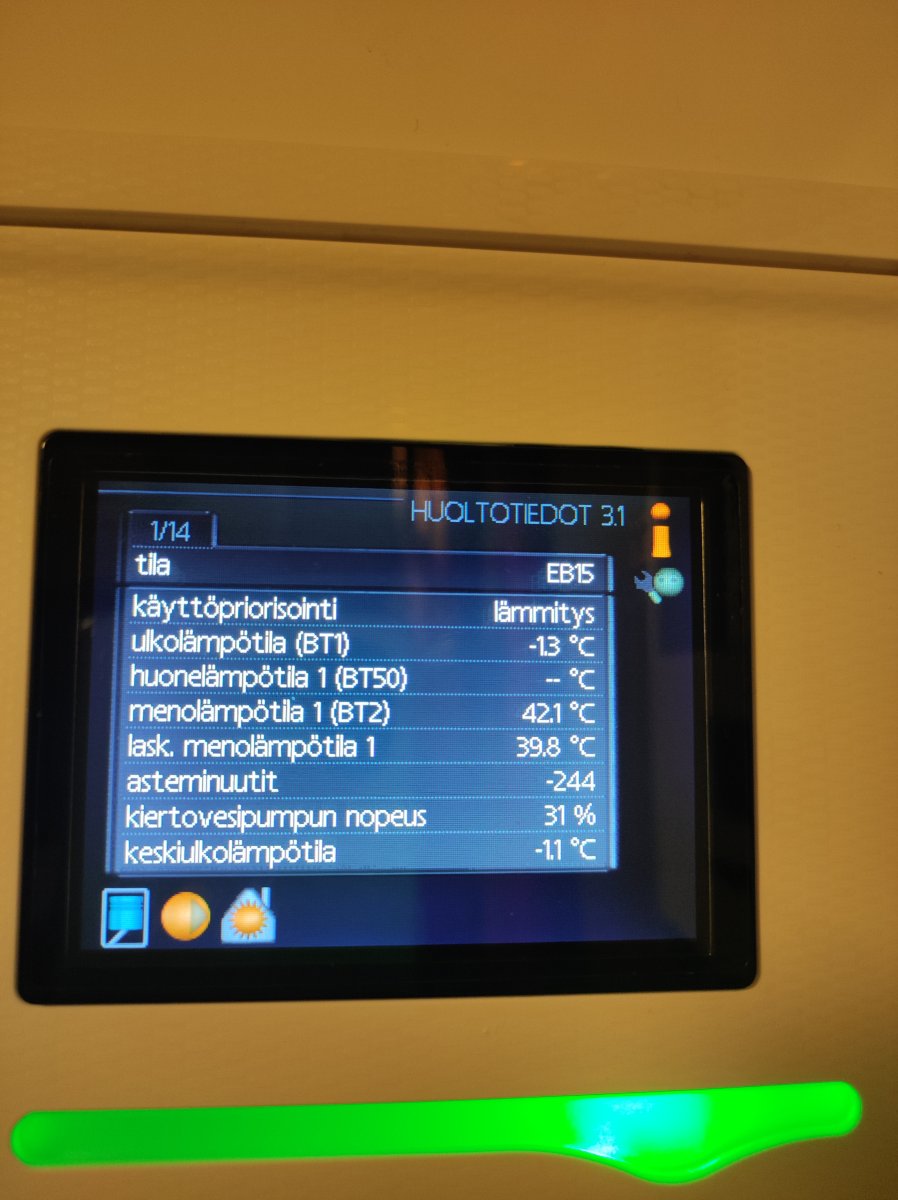 HUOLTOTIEDOT 3.1
1/14
tila EB15
käyttöpriorisointi lämmitys
ulkolämpötila (BT1) -1.3 °C
huonelämpötila 1 (BT50) -- °C
menolämpötila 1 (BT2) 42.1 °C
lask. menolämpötila 1 39.8 °C
asteminuutit -244
kiertovesipumpun nopeus 31 %
keskiulkolämpötila -1.1 °C